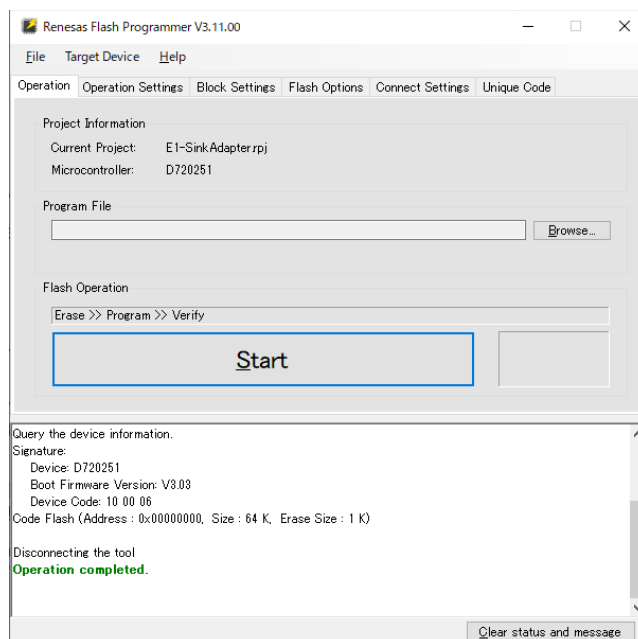 Renesas Flash Programmer V3.11.00
File Target Device Help
Operation Operation Settings Block Settings Flash Options Connect Settings Unique Code
Project Information
Current Project: E1-SinkAdapter.rpj
Microcontroller: D720251
Program File
Browse...
Flash Operation
Erase >> Program >> Verify
Start
Query the device information.
Signature:
Device: D720251
Boot Firmware Version: V3.03
Device Code: 10 00 06
Code Flash (Address : 0x00000000, Size : 64 K, Erase Size : 1 K)
Disconnecting the tool
Operation completed.
Clear status and message